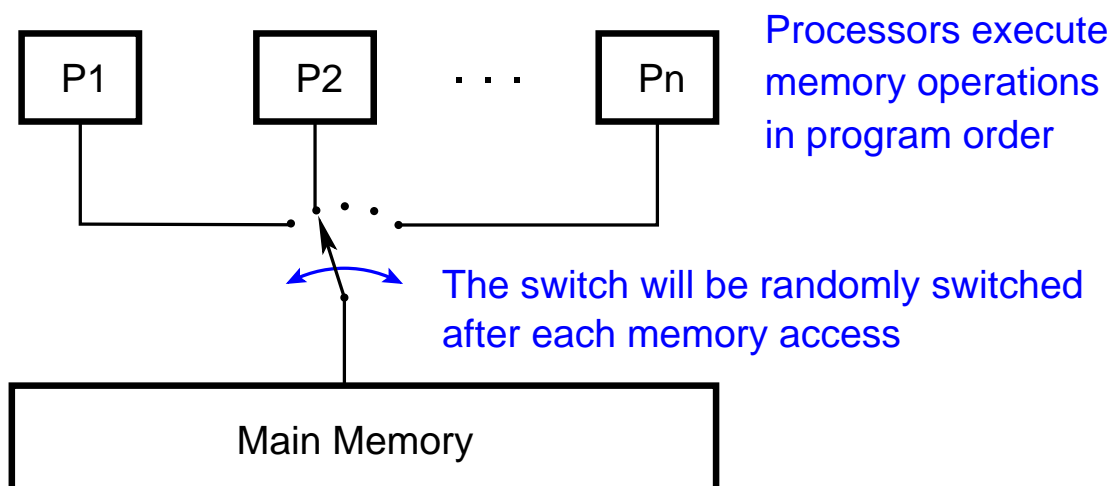 P1
P2
. . .
Pn
Processors execute
memory operations
in program order
The switch will be randomly switched
after each memory access
Main Memory